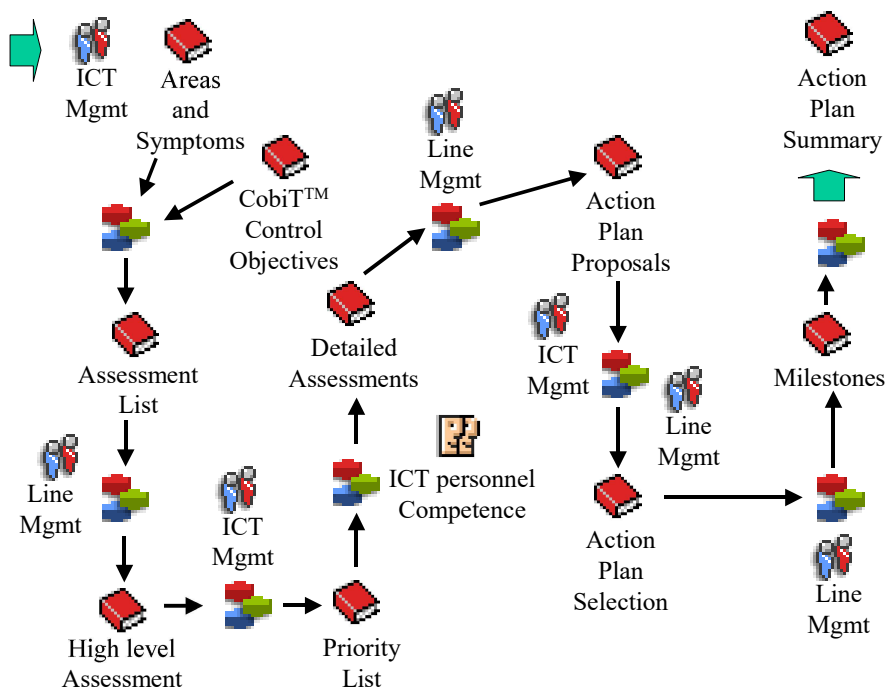 ICT
Mgmt
Areas
and
Symptoms
CobiT™
Control
Objectives
Assessment
List
Line
Mgmt
High level
Assessment
ICT
Mgmt
Priority
List
ICT personnel
Competence
Detailed
Assessments
Line
Mgmt
Action
Plan
Proposals
ICT
Mgmt
Line
Mgmt
Action
Plan
Selection
Line
Mgmt
Milestones
Action
Plan
Summary